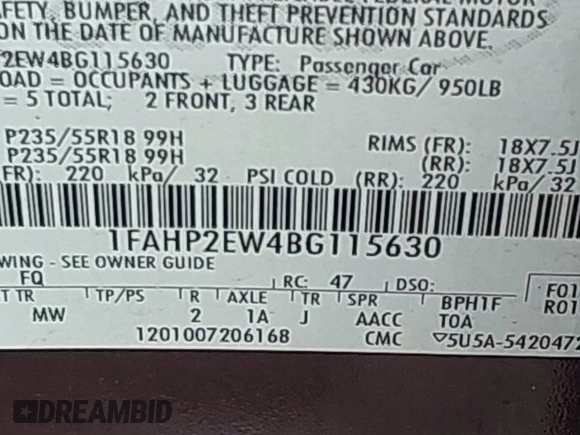 AFETY, BUMPER, AND THEFT PREVENTION STANDARDS
ON THE DATE OF MANUFACTURE SHOWN ABOVE.
2EW4BG115630 TYPE: Passenger Car
OAD = OCCUPANTS + LUGGAGE = 430KG/ 950LB
= 5 TOTAL; 2 FRONT, 3 REAR
P235/55R18 99H RIMS (FR): 18X7.5J
P235/55R18 99H (RR): 18X7.5J
(FR): 220 kPa/ 32 PSI COLD (RR): 220 kPa/ 32
1FAHP2EW4BG115630
WING - SEE OWNER GUIDE
FQ RC: 47 DSO: F01
T TR TP/PS R AXLE TR SPR BPH1F R01
MW 2 1A J AACC TOA
1201007206168 CMC ▽5U5A-5420472
DREAMBID